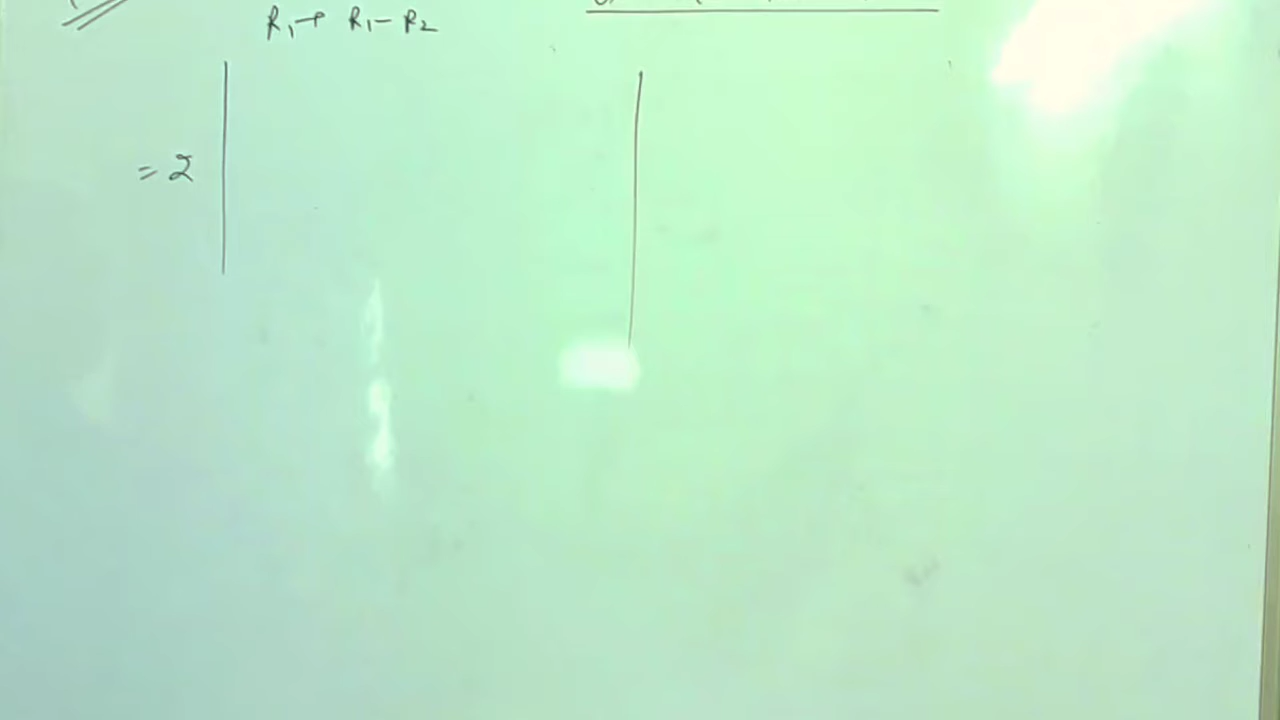 R₁→ R₁- R₂
= 2